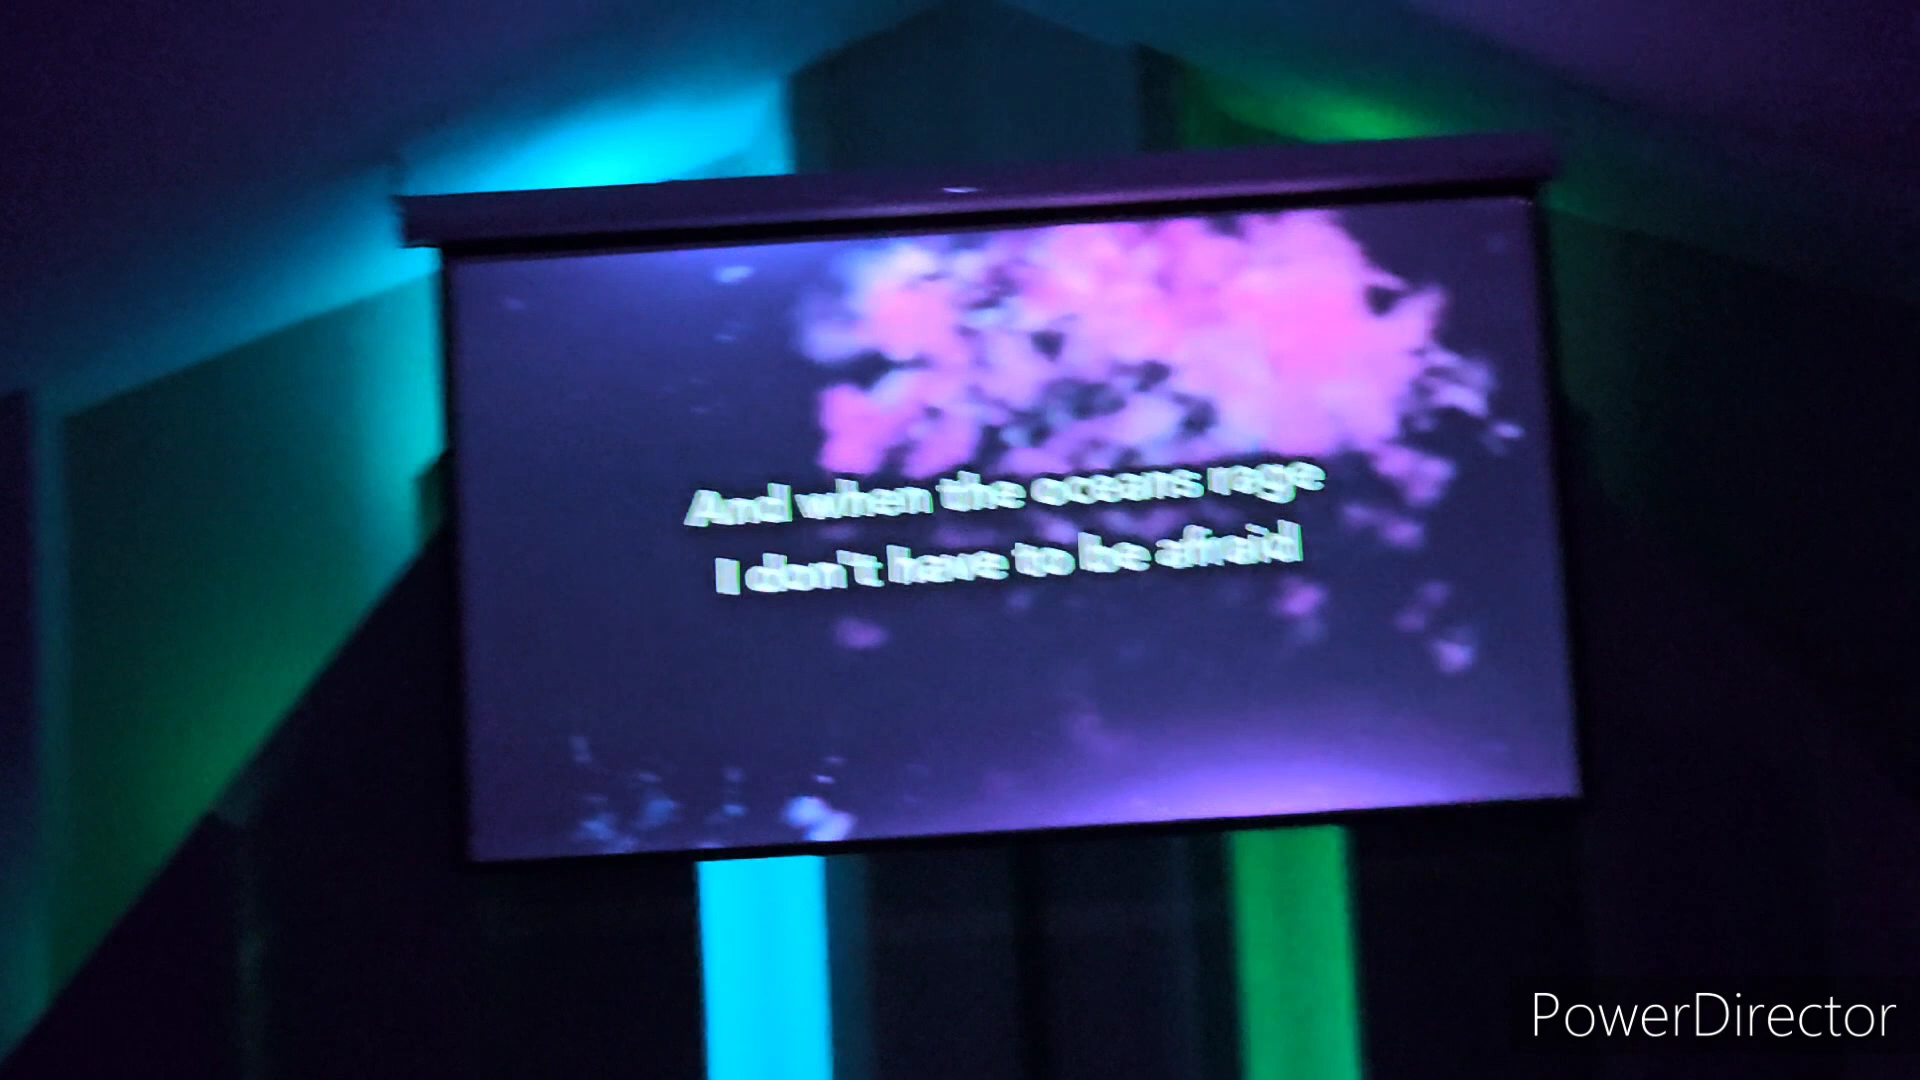 And when the oceans rage
I don't have to be afraid
PowerDirector